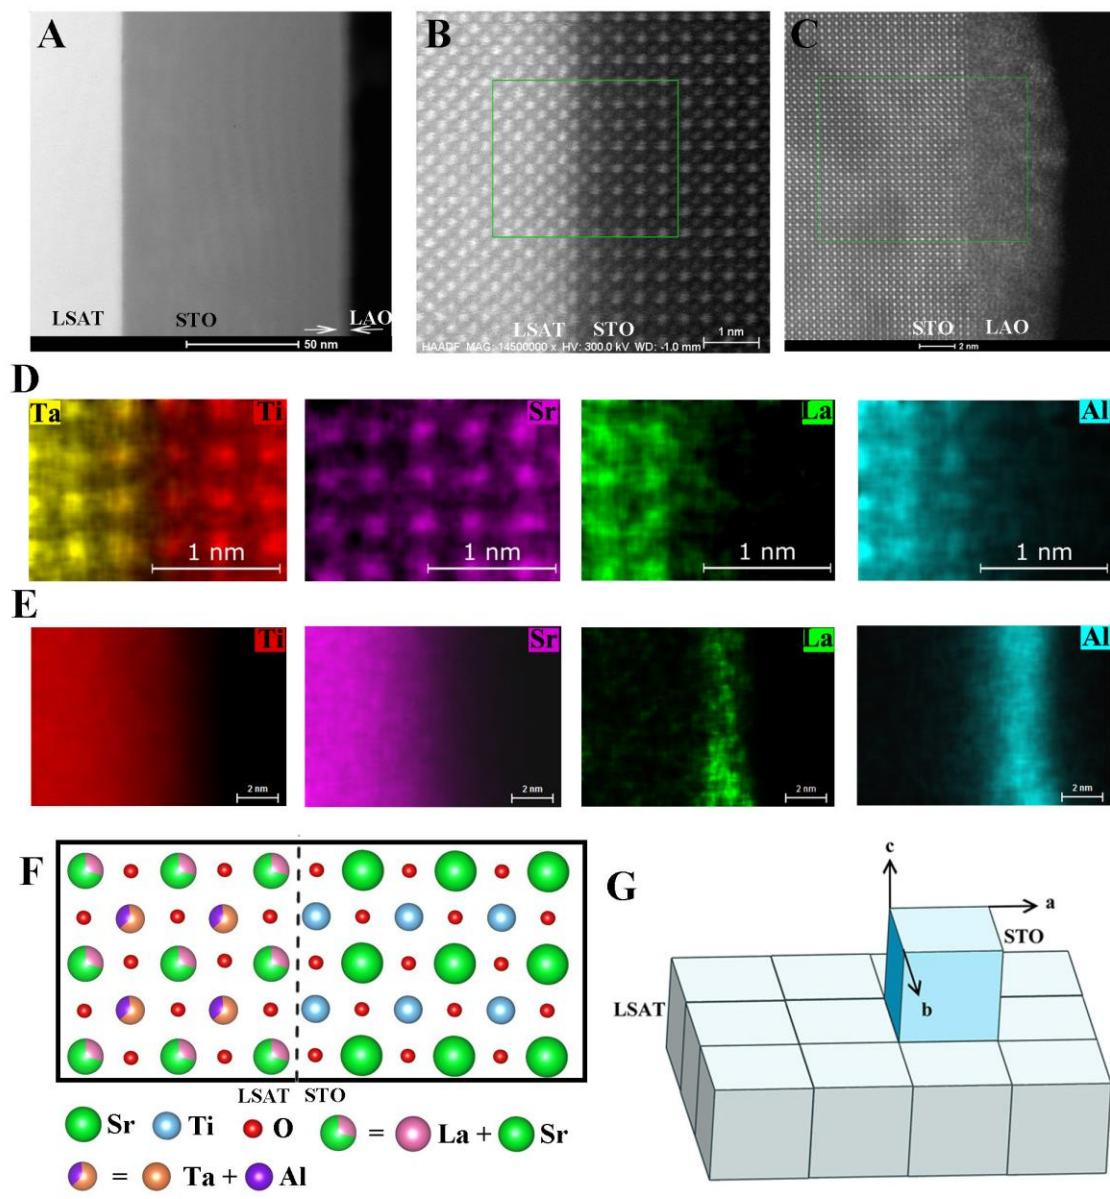 A
LSAT
STO
LAO
50 nm
B
LSAT
STO
1 nm
HAADF MAG: 14500000 x HV: 300.0 kV WD: -1.0 mm
C
STO
LAO
2 nm
D
Ta
Ti
1 nm
Sr
1 nm
La
1 nm
Al
1 nm
E
Ti
2 nm
Sr
2 nm
La
2 nm
Al
2 nm
F
LSAT
STO
Sr
Ti
O
= La + Sr
= Ta + Al
G
c
a
STO
b
LSAT